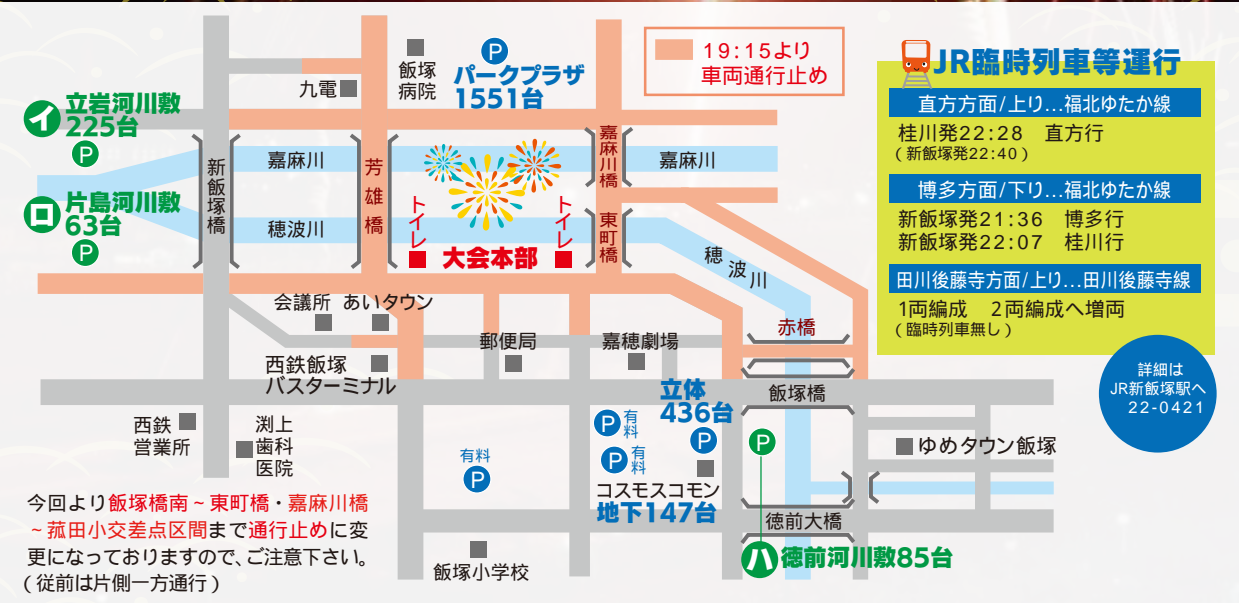 19:15より
車両通行止め
JR臨時列車等運行
直方方面/上り…福北ゆたか線
桂川発22:28 直方行
(新飯塚発22:40)
博多方面/下り…福北ゆたか線
新飯塚発21:36 博多行
新飯塚発22:07 桂川行
田川後藤寺方面/上り…田川後藤寺線
1両編成 2両編成へ増両
(臨時列車無し)
詳細は
JR新飯塚駅へ
22-0421
九電
飯塚
病院
P
パークプラザ
1551台
イ
立岩河川敷
225台
P
ロ
片島河川敷
63台
P
新飯塚橋
嘉麻川
芳雄橋
嘉麻川橋
嘉麻川
穂波川
トイレ
大会本部
トイレ
東町橋
穂波川
会議所
あいタウン
郵便局
嘉穂劇場
赤橋
西鉄飯塚
バスターミナル
飯塚橋
立体
436台
P
西鉄
営業所
渕上
歯科
医院
有料
P
P
有料
P
有料
P
コスモスコモン
地下147台
ゆめタウン飯塚
徳前大橋
ハ
徳前河川敷85台
飯塚小学校
今回より飯塚橋南~東町橋・嘉麻川橋
~菰田小交差点区間まで通行止めに変
更になっておりますので、ご注意下さい。
(従前は片側一方通行)